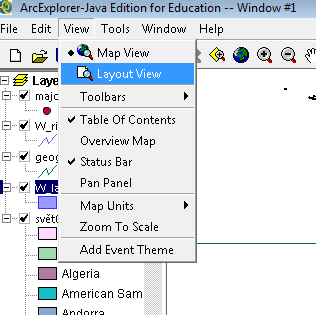 ArcExplorer-Java Edition for Education -- Window #1
File Edit View Tools Window Help
Map View
Layout View
Toolbars
Table Of Contents
Overview Map
Status Bar
Pan Panel
Map Units
Zoom To Scale
Add Event Theme
Laye
majo
W_ri
geog
W_la
svět0
Algeria
American Sam
Andorra